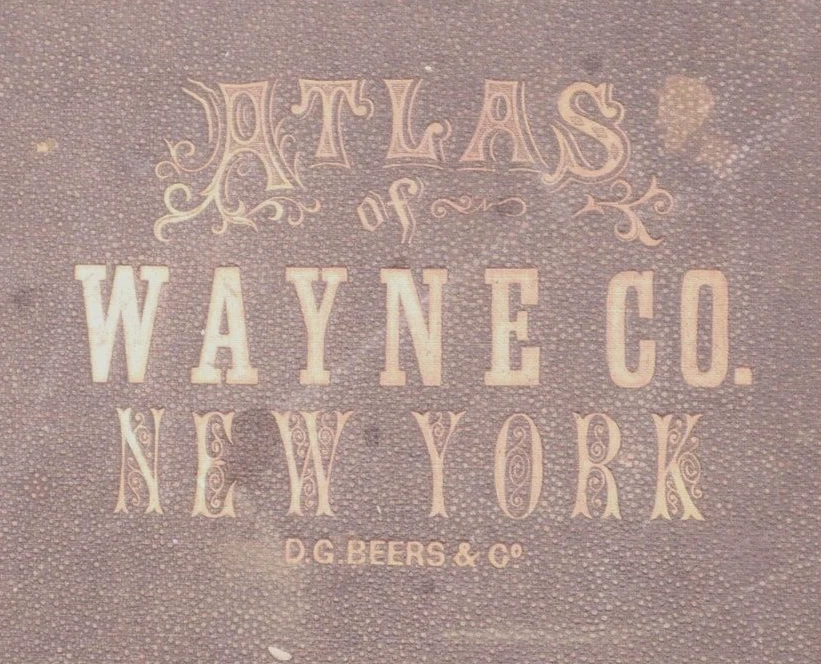 ATLAS
of
WAYNE CO.
NEW YORK
D.G.BEERS & Cº